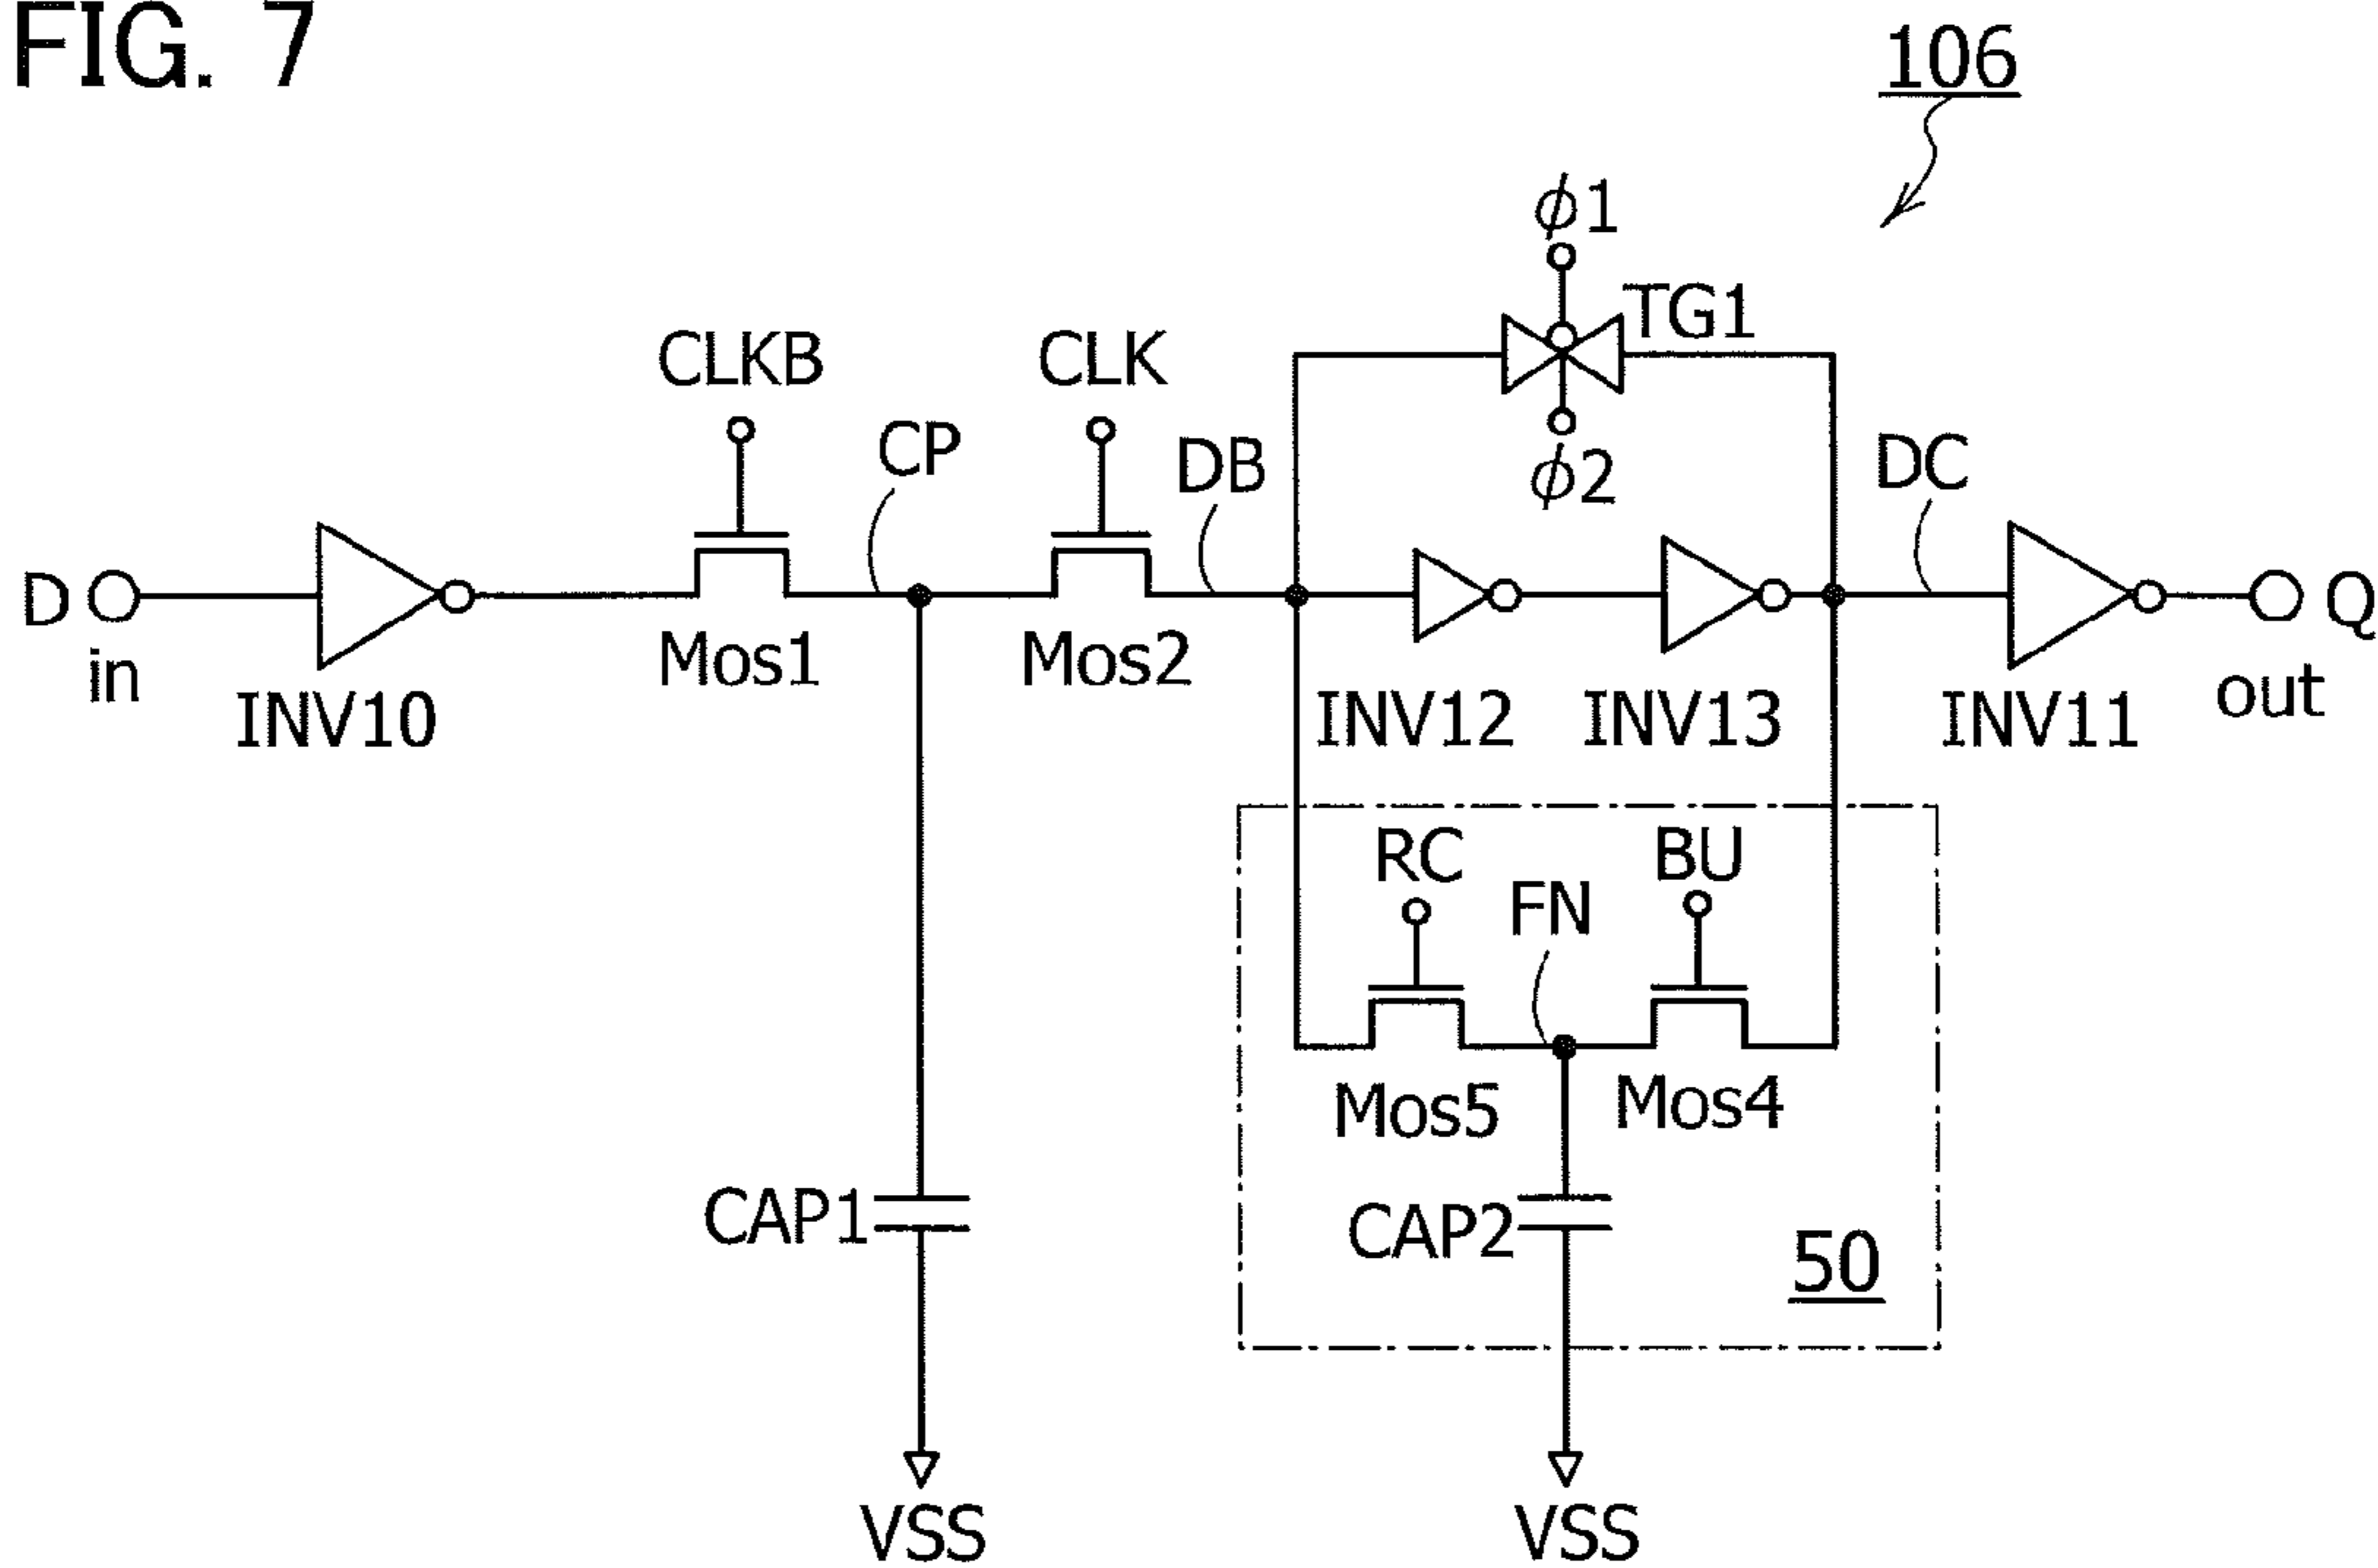 FIG. 7
106
ϕ1
TG1
CLKB
CLK
CP
DB
ϕ2
DC
D
in
INV10
Mos1
Mos2
INV12
INV13
INV11
Q
out
RC
FN
BU
Mos5
Mos4
CAP1
CAP2
50
VSS
VSS